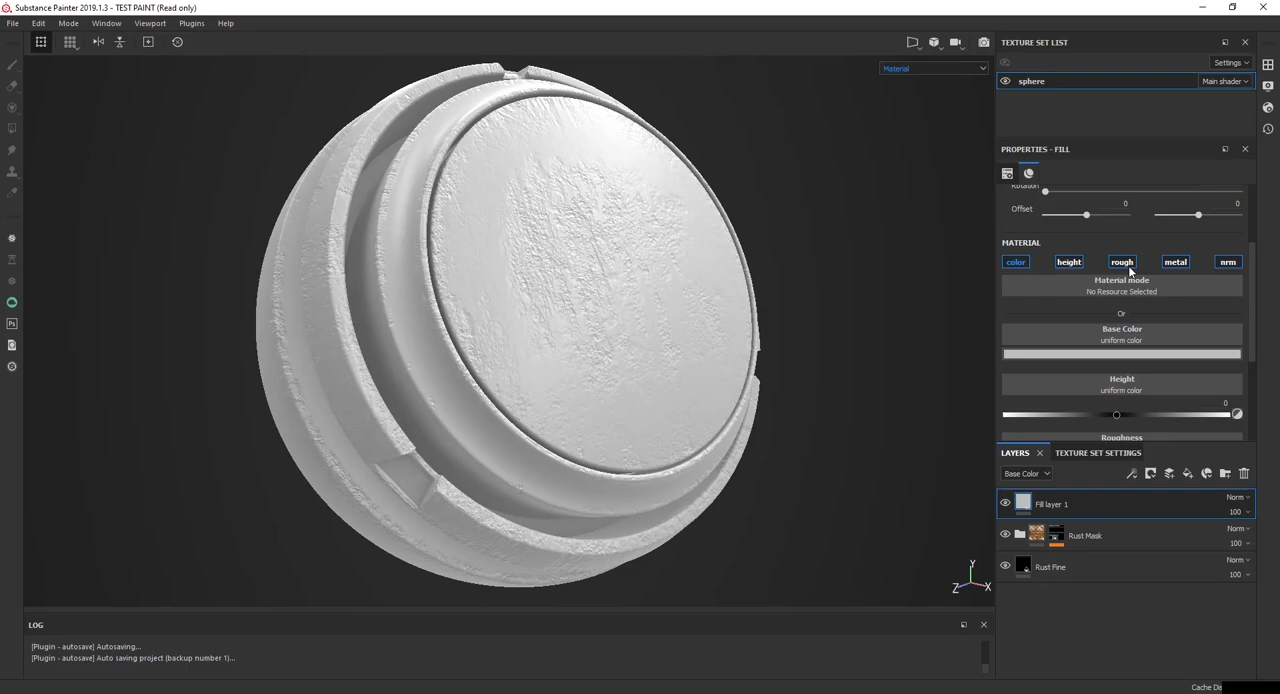 Substance Painter 2019.1.3 - TEST PAINT (Read only)
File Edit Mode Window Viewport Plugins Help
Material
TEXTURE SET LIST
Settings
sphere
Main shader
PROPERTIES - FILL
Rotation
Offset
0
0
MATERIAL
color height rough metal nrm
Material mode
No Resource Selected
Or
Base Color
uniform color
Height
uniform color
0
Roughness
LAYERS TEXTURE SET SETTINGS
Base Color
Fill layer 1
Norm
100
Rust Mask
Norm
100
Rust Fine
Norm
100
Y
Z X
Ps
LOG
[Plugin - autosave] Autosaving...
[Plugin - autosave] Auto saving project (backup number 1)...
Cache Dis